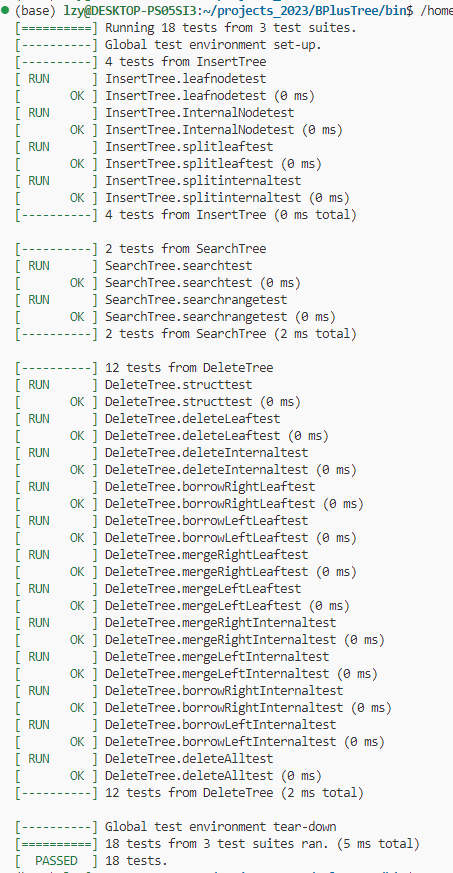 (base) lzy@DESKTOP-PS05SI3:~/projects_2023/BPlusTree/bin$ /home
[==========] Running 18 tests from 3 test suites.
[----------] Global test environment set-up.
[----------] 4 tests from InsertTree
[ RUN      ] InsertTree.leafnodetest
[       OK ] InsertTree.leafnodetest (0 ms)
[ RUN      ] InsertTree.InternalNodetest
[       OK ] InsertTree.InternalNodetest (0 ms)
[ RUN      ] InsertTree.splitleaftest
[       OK ] InsertTree.splitleaftest (0 ms)
[ RUN      ] InsertTree.splitinternaltest
[       OK ] InsertTree.splitinternaltest (0 ms)
[----------] 4 tests from InsertTree (0 ms total)

[----------] 2 tests from SearchTree
[ RUN      ] SearchTree.searchtest
[       OK ] SearchTree.searchtest (0 ms)
[ RUN      ] SearchTree.searchrangetest
[       OK ] SearchTree.searchrangetest (0 ms)
[----------] 2 tests from SearchTree (2 ms total)

[----------] 12 tests from DeleteTree
[ RUN      ] DeleteTree.structtest
[       OK ] DeleteTree.structtest (0 ms)
[ RUN      ] DeleteTree.deleteLeaftest
[       OK ] DeleteTree.deleteLeaftest (0 ms)
[ RUN      ] DeleteTree.deleteInternaltest
[       OK ] DeleteTree.deleteInternaltest (0 ms)
[ RUN      ] DeleteTree.borrowRightLeaftest
[       OK ] DeleteTree.borrowRightLeaftest (0 ms)
[ RUN      ] DeleteTree.borrowLeftLeaftest
[       OK ] DeleteTree.borrowLeftLeaftest (0 ms)
[ RUN      ] DeleteTree.mergeRightLeaftest
[       OK ] DeleteTree.mergeRightLeaftest (0 ms)
[ RUN      ] DeleteTree.mergeLeftLeaftest
[       OK ] DeleteTree.mergeLeftLeaftest (0 ms)
[ RUN      ] DeleteTree.mergeRightInternaltest
[       OK ] DeleteTree.mergeRightInternaltest (0 ms)
[ RUN      ] DeleteTree.mergeLeftInternaltest
[       OK ] DeleteTree.mergeLeftInternaltest (0 ms)
[ RUN      ] DeleteTree.borrowRightInternaltest
[       OK ] DeleteTree.borrowRightInternaltest (0 ms)
[ RUN      ] DeleteTree.borrowLeftInternaltest
[       OK ] DeleteTree.borrowLeftInternaltest (0 ms)
[ RUN      ] DeleteTree.deleteAlltest
[       OK ] DeleteTree.deleteAlltest (0 ms)
[----------] 12 tests from DeleteTree (2 ms total)

[----------] Global test environment tear-down
[==========] 18 tests from 3 test suites ran. (5 ms total)
[  PASSED  ] 18 tests.